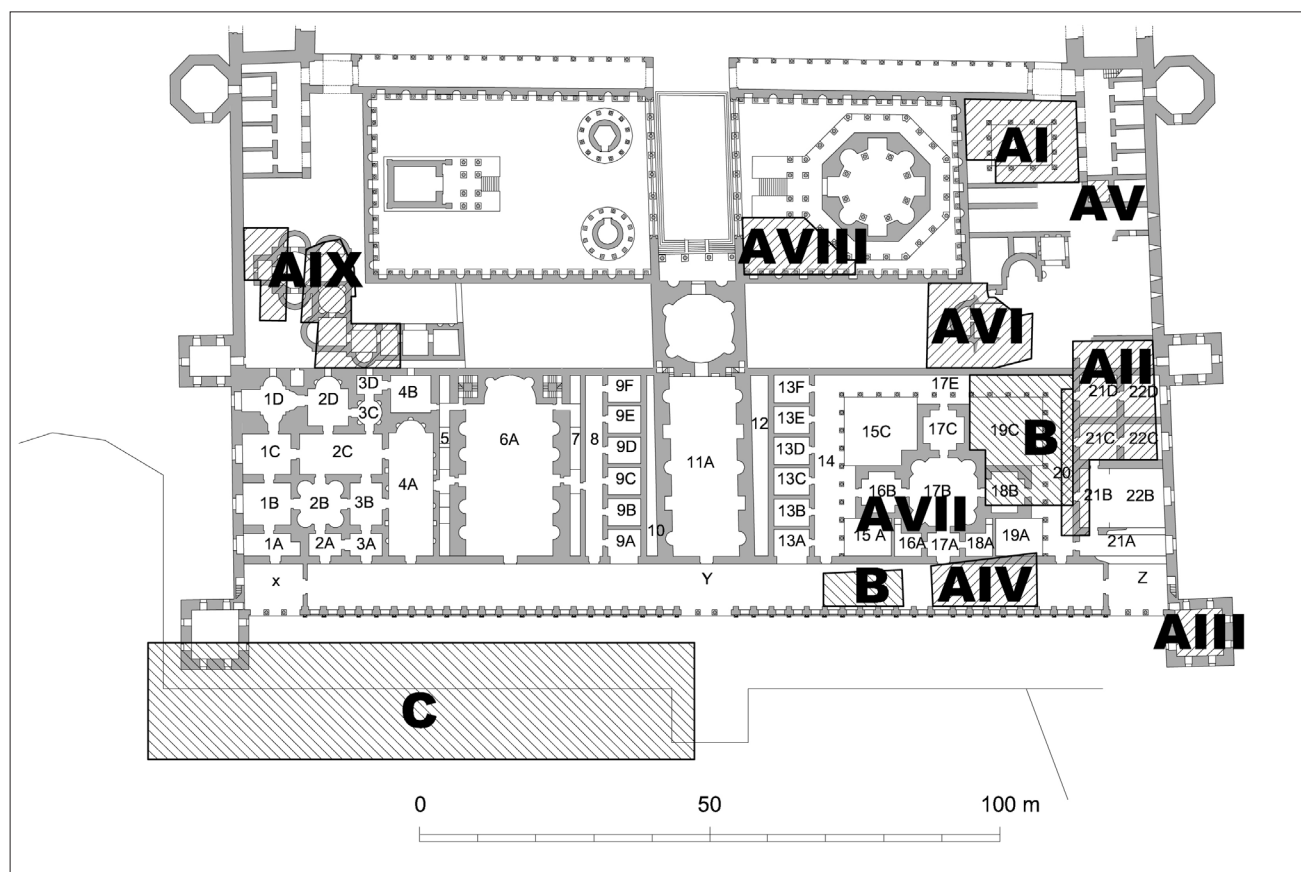 AI
AV
AVIII
AIX
AVI
AII
3D
4B
9F
13F
17E
1D
2D
21D
22D
3C
9E
12
13E
15C
17C
19C
B
5
6A
7
8
11A
1C
2C
9D
13D
14
21C
22C
4A
9C
13C
16B
17B
18B
20
21B
22B
1B
2B
3B
9B
13B
AVII
10
1A
2A
3A
9A
13A
15 A
16A
17A
18A
19A
21A
x
Y
B
AIV
Z
AIII
C
0
50
100 m